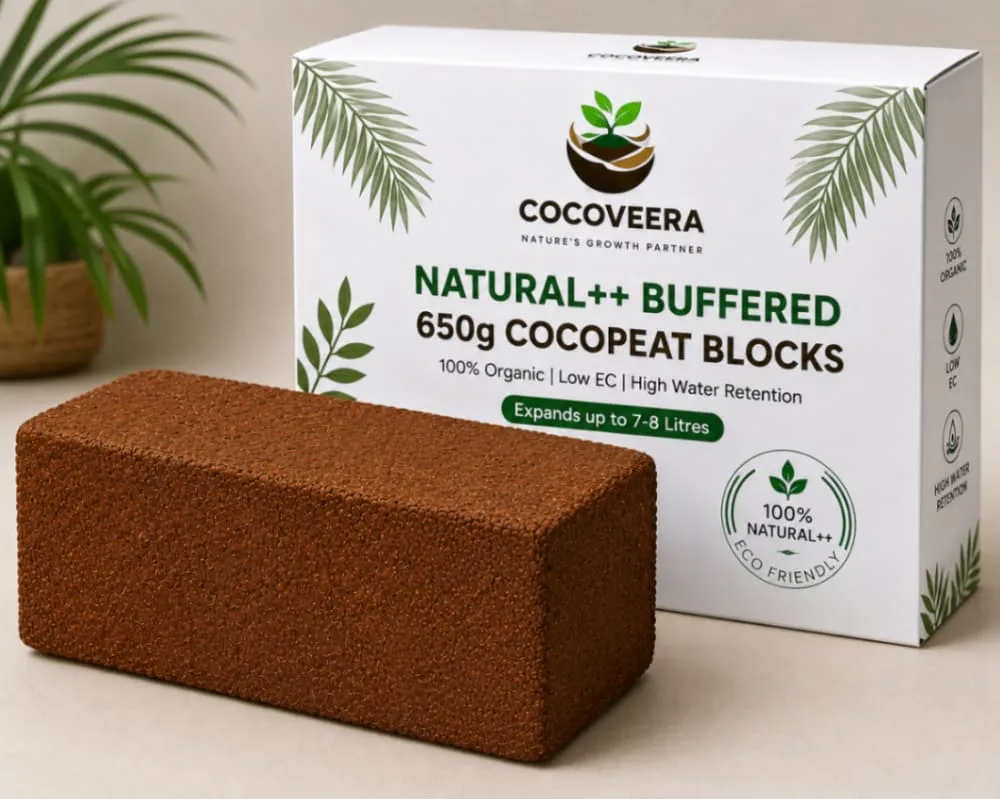 COCOVEERA
COCOVEERA
NATURE'S GROWTH PARTNER
NATURAL++ BUFFERED
650g COCOPEAT BLOCKS
100% Organic | Low EC | High Water Retention
Expands up to 7-8 Litres
100%
NATURAL++
ECO FRIENDLY
100%
ORGANIC
LOW
EC
HIGH WATER
RETENTION